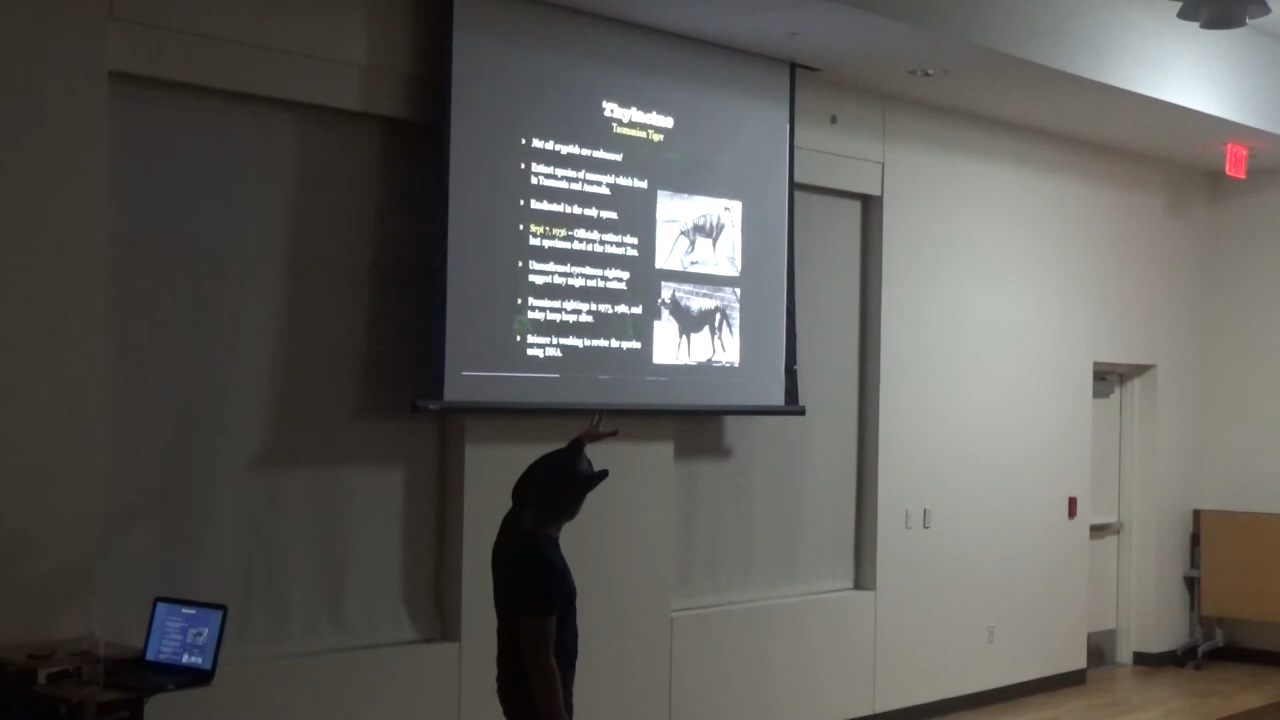 Thylacine
Tasmanian Tiger
Not all cryptids are unknown!
Extinct species of marsupial which lived
in Tasmania and Australia.
Eradicated in the early 1900s.
Sept 7, 1936 – Officially extinct when
last specimen died at the Hobart Zoo.
Unconfirmed eyewitness sightings
suggest they might not be extinct.
Prominent sightings in 1973, 1982, and
today keep hope alive.
Science is working to revive the species
using DNA.
EXIT